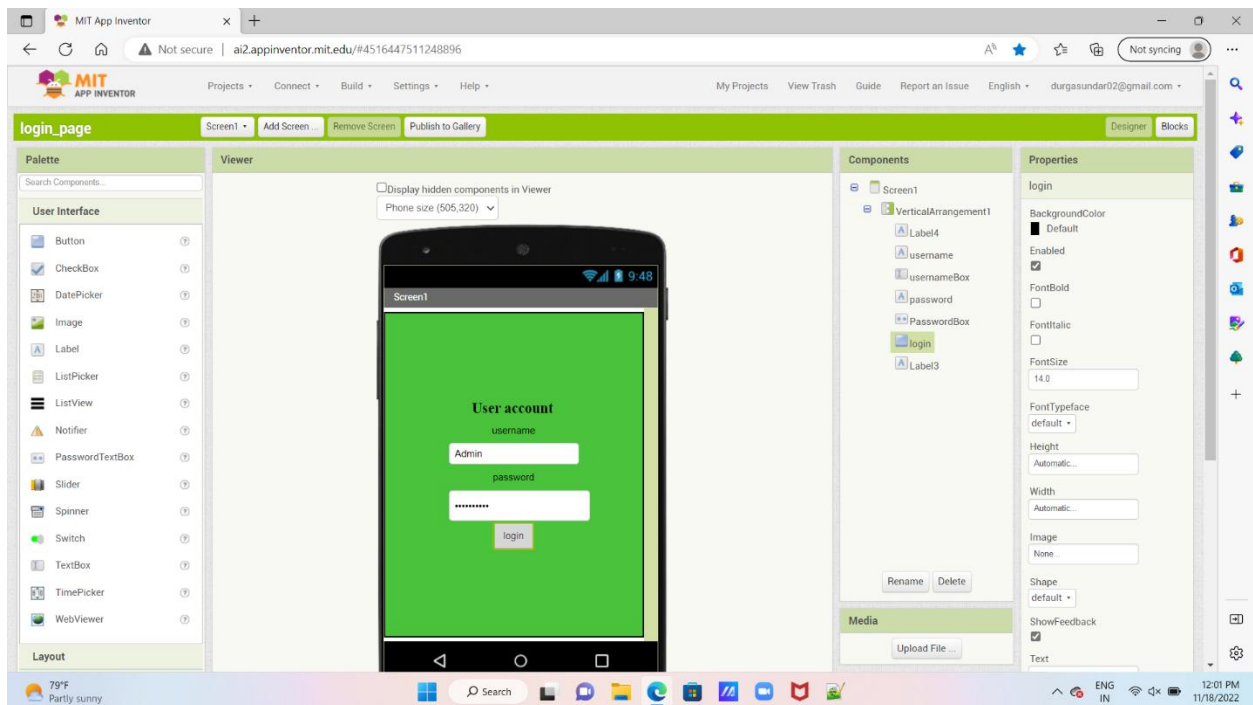 MIT App Inventor
Not secure | ai2.appinventor.mit.edu/#4516447511248896
Not syncing
MIT
APP INVENTOR
Projects Connect Build Settings Help
My Projects View Trash Guide Report an Issue English durgasundar02@gmail.com
login_page
Screen1 Add Screen ... Remove Screen Publish to Gallery
Designer Blocks
Palette
Search Components...
User Interface
Button
CheckBox
DatePicker
Image
Label
ListPicker
ListView
Notifier
PasswordTextBox
Slider
Spinner
Switch
TextBox
TimePicker
WebViewer
Layout
Viewer
Display hidden components in Viewer
Phone size (505,320)
9:48
Screen1
User account
username
Admin
password
••••••••••
login
Components
Screen1
VerticalArrangement1
Label4
username
usernameBox
password
PasswordBox
login
Label3
Rename Delete
Media
Upload File ...
Properties
login
BackgroundColor
Default
Enabled
FontBold
FontItalic
FontSize
14.0
FontTypeface
default
Height
Automatic...
Width
Automatic...
Image
None...
Shape
default
ShowFeedback
Text
79°F
Partly sunny
Search
ENG
IN
12:01 PM
11/18/2022